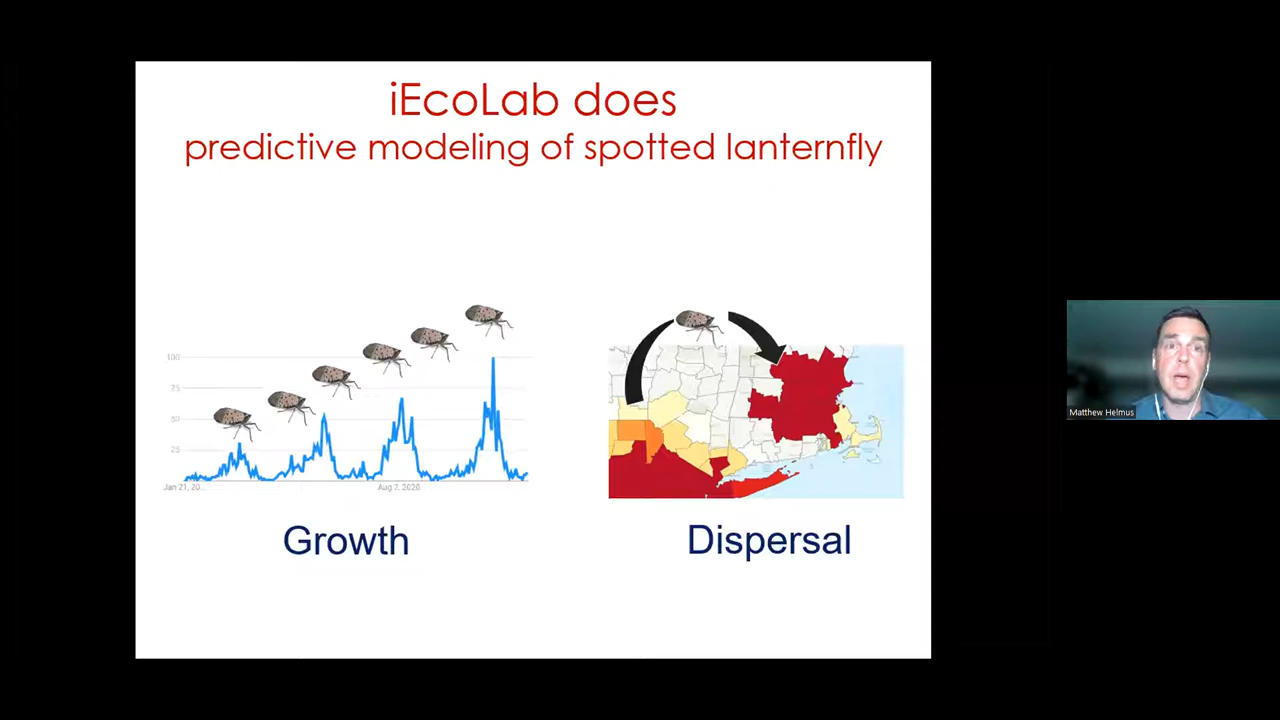 iEcoLab does
predictive modeling of spotted lanternfly
100
75
50
25
Jan 21, 20...
Aug 7, 2020
Growth
Dispersal
Matthew Helmus